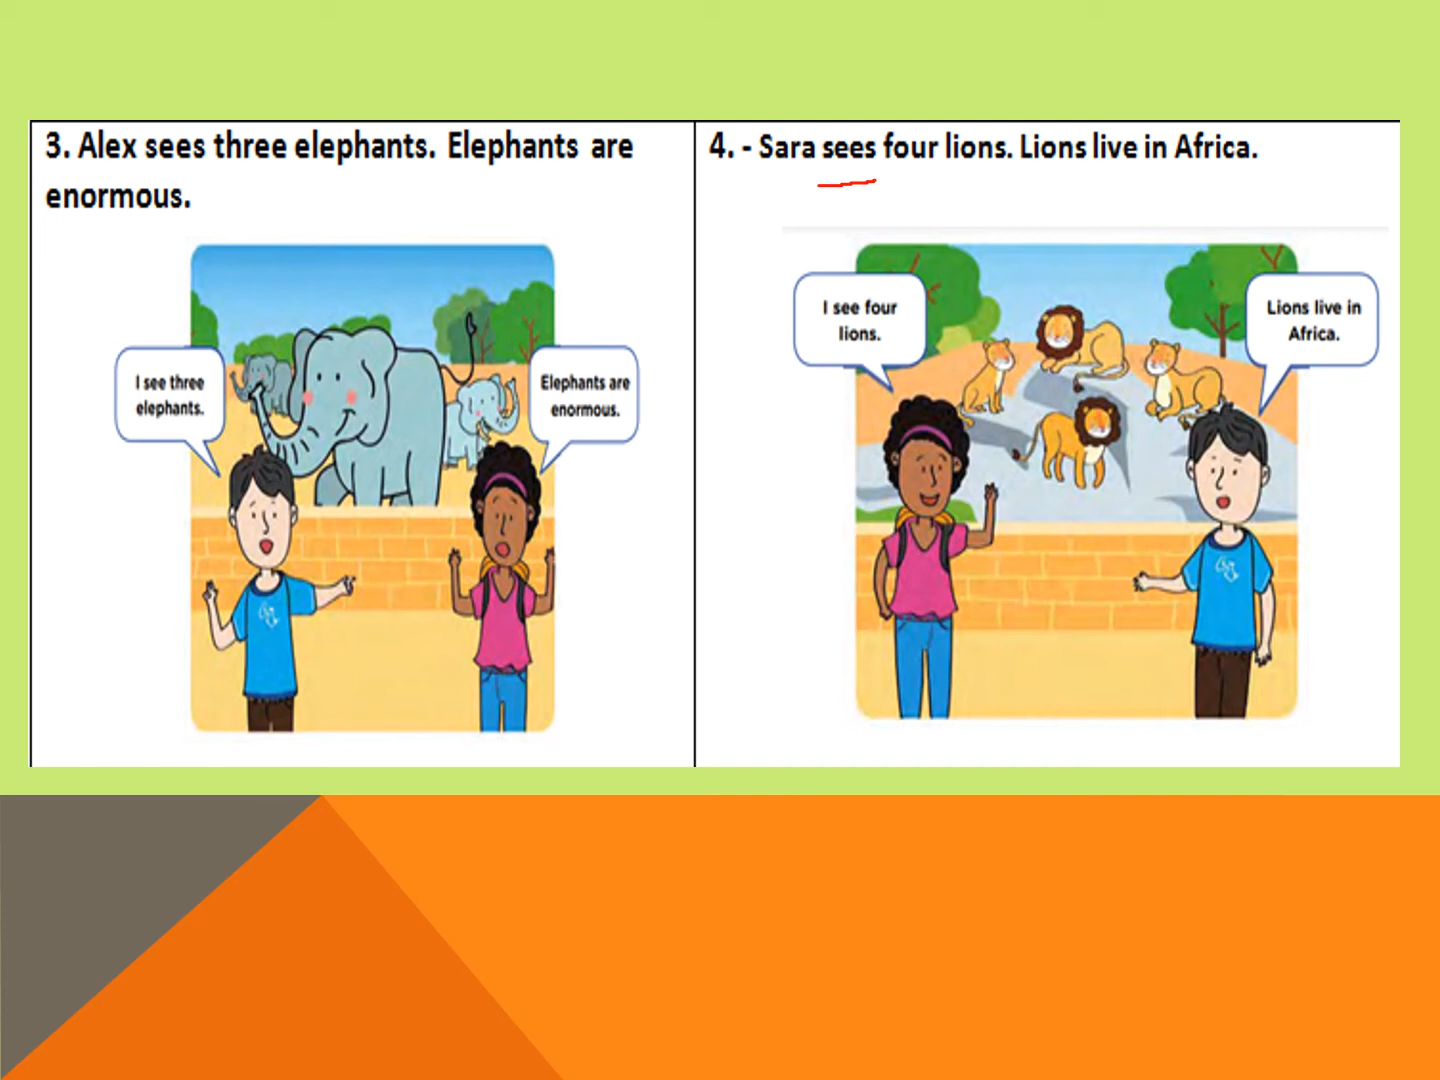 3. Alex sees three elephants. Elephants are
enormous.
I see three
elephants.
Elephants are
enormous.
4. - Sara sees four lions. Lions live in Africa.
I see four
lions.
Lions live in
Africa.